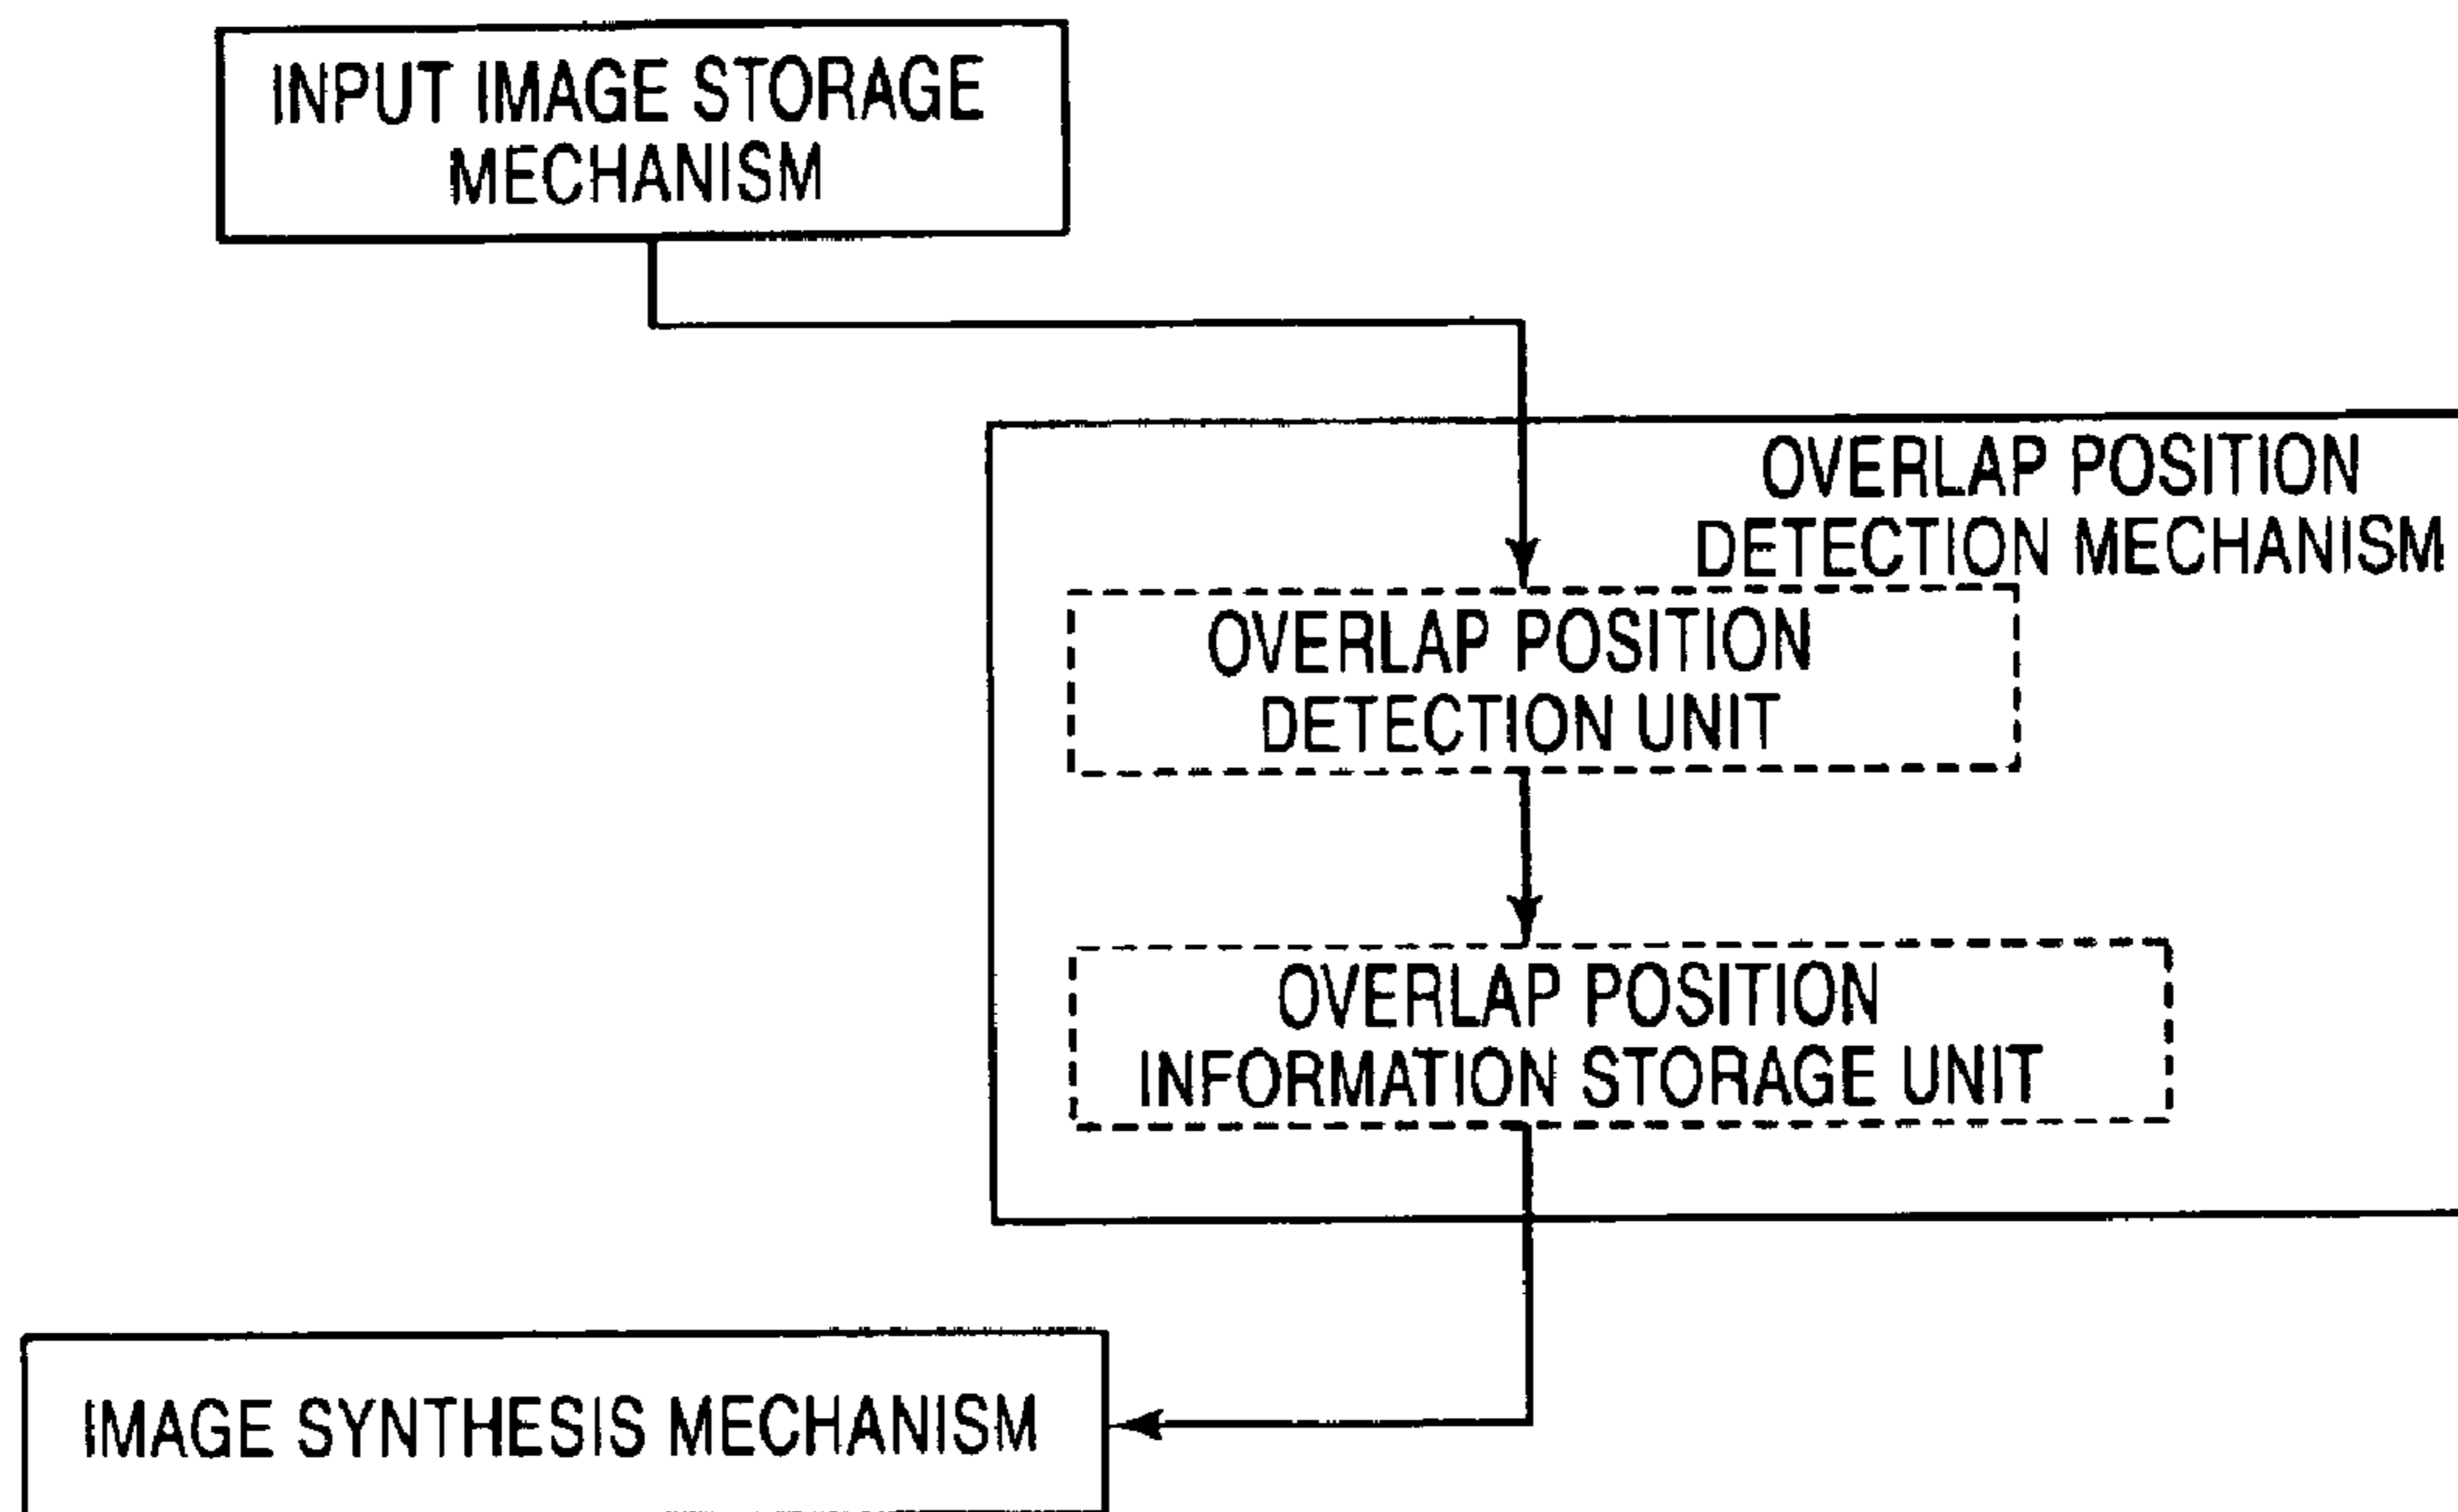 INPUT IMAGE STORAGE
MECHANISM
OVERLAP POSITION
DETECTION MECHANISM
OVERLAP POSITION
DETECTION UNIT
OVERLAP POSITION
INFORMATION STORAGE UNIT
IMAGE SYNTHESIS MECHANISM